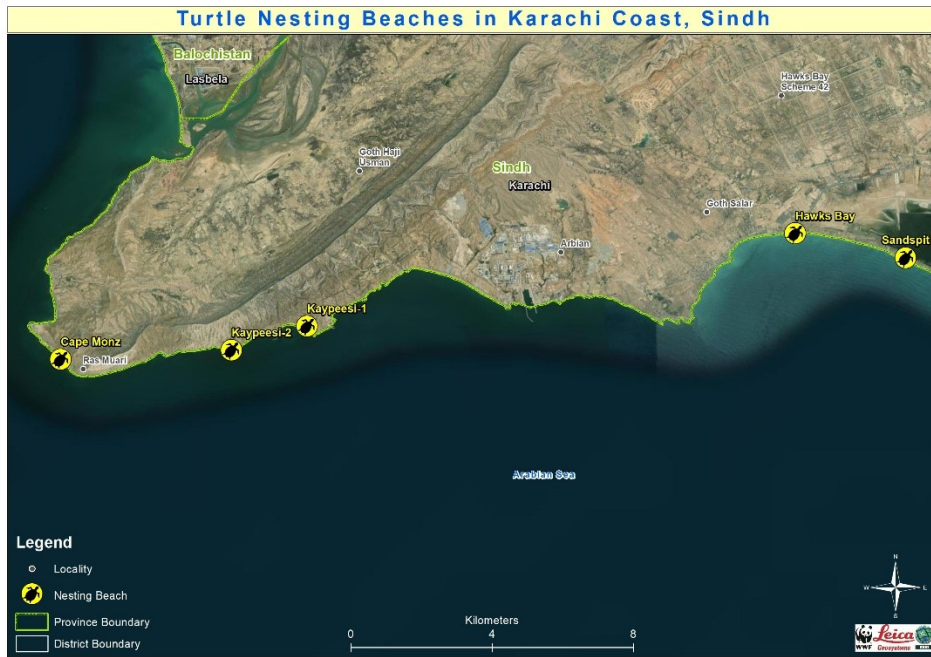 Turtle Nesting Beaches in Karachi Coast, Sindh
Balochistan
Lasbela
Hawks Bay
Scheme 42
Goth Haji
Usman
Sindh
Karachi
Goth Salar
Hawks Bay
Arbian
Sandspit
Kaypeesi-1
Kaypeesi-2
Cape Monz
Ras Muari
Arabian Sea
Legend
Locality
Nesting Beach
Province Boundary
District Boundary
Kilometers
0 4 8
N
W
E
S
WWF
Leica
Geosystems